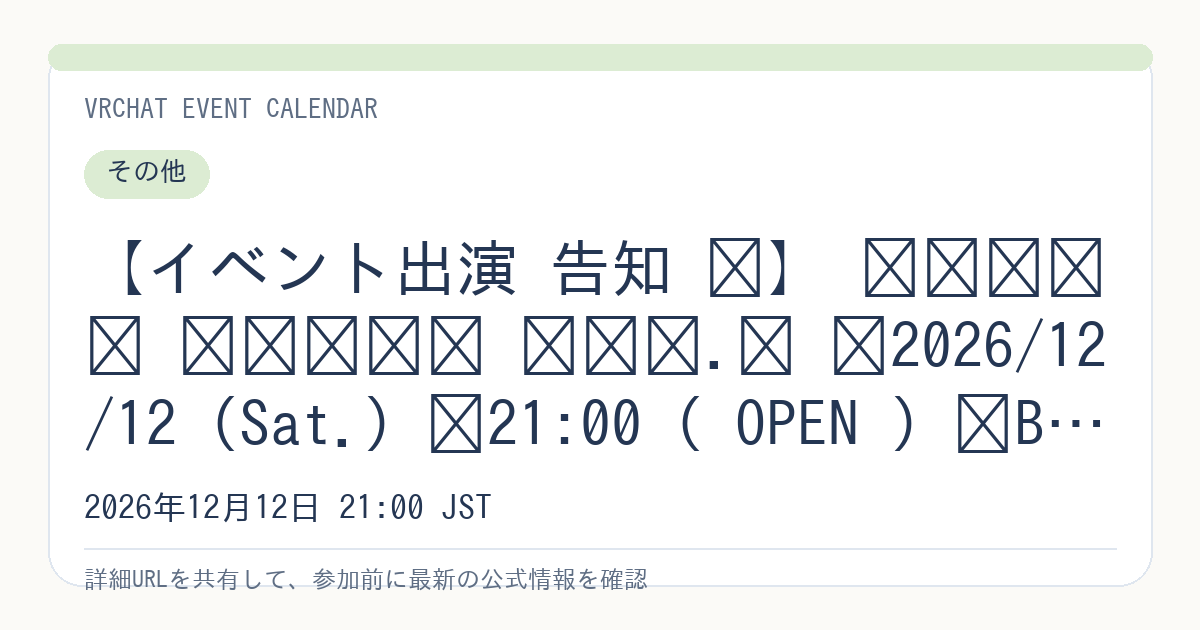 VRCHAT EVENT CALENDAR
その他
【イベント出演 告知 】
. 2026/12
/12 (Sat.) 21:00 ( OPEN ) B…
2026年12月12日 21:00 JST
詳細URLを共有して、参加前に最新の公式情報を確認